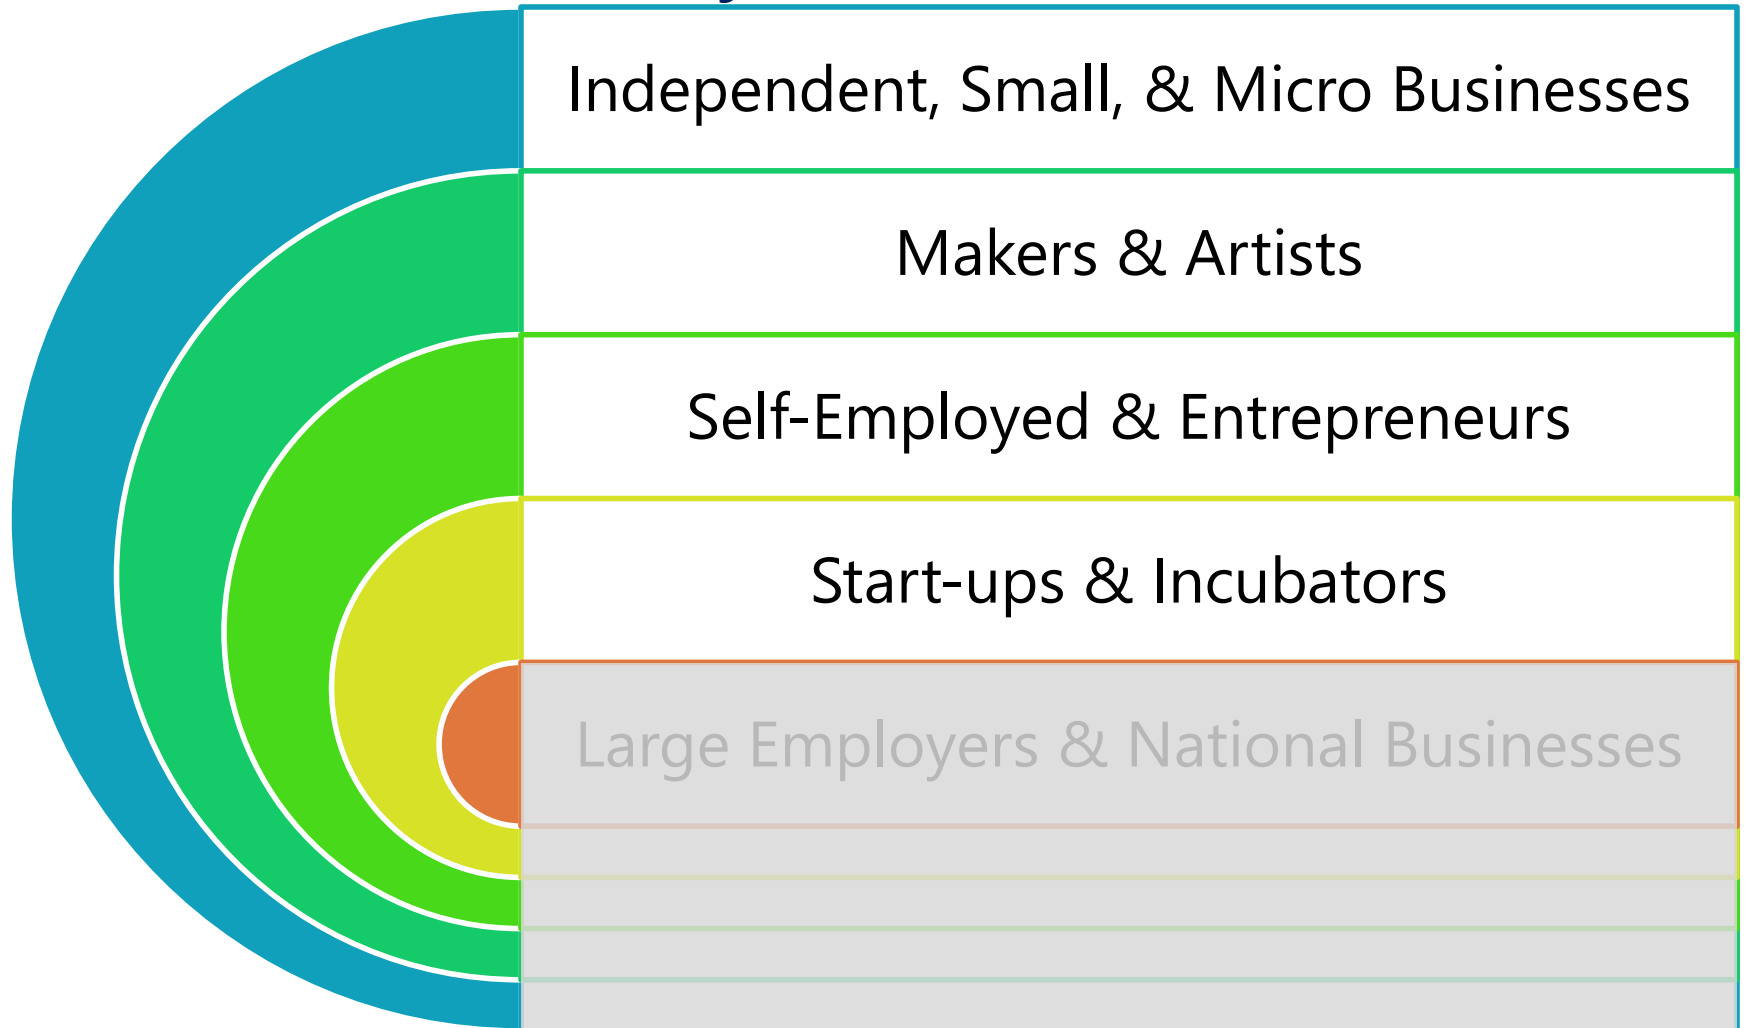 Independent, Small, & Micro Businesses
Makers & Artists
Self-Employed & Entrepreneurs
Start-ups & Incubators
Large Employers & National Businesses